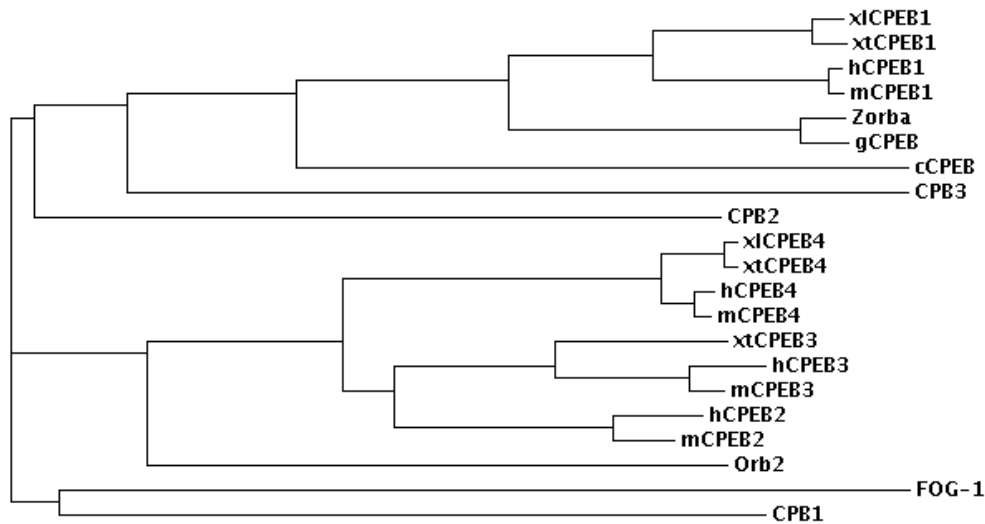 xlCPEB1
xtCPEB1
hCPEB1
mCPEB1
Zorba
gCPEB
cCPEB
CPB3
CPB2
xlCPEB4
xtCPEB4
hCPEB4
mCPEB4
xtCPEB3
hCPEB3
mCPEB3
hCPEB2
mCPEB2
Orb2
FOG-1
CPB1